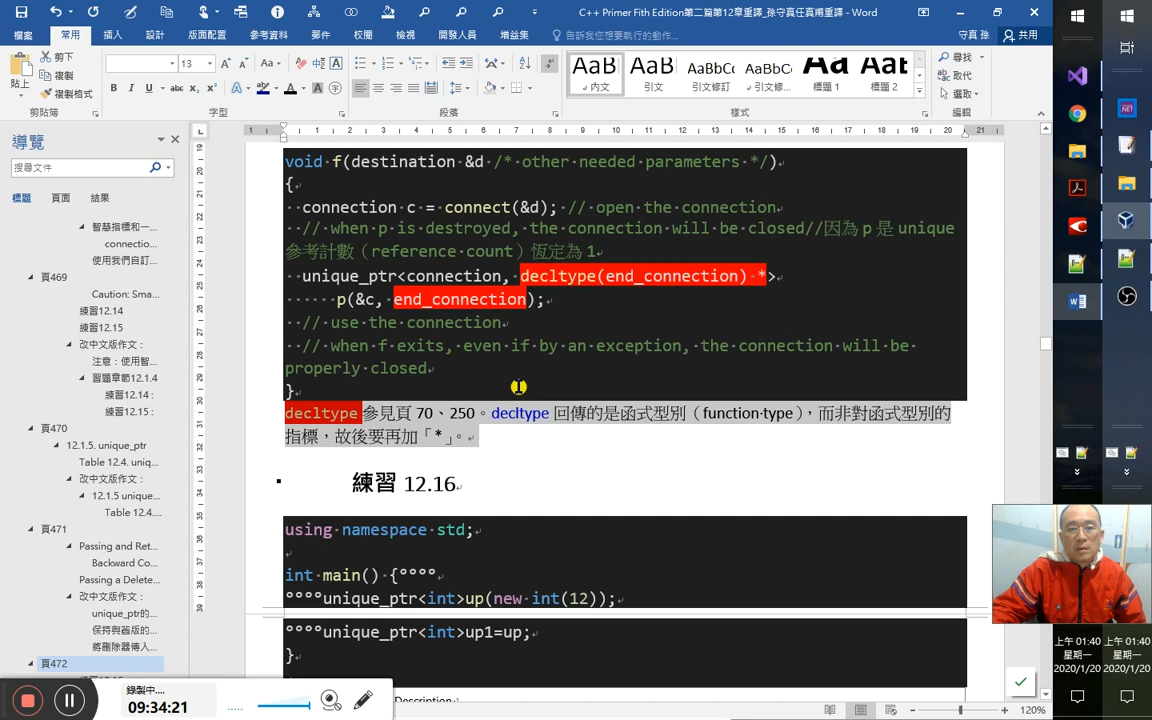 C++ Primer Fith Edition第二篇第12章重譯_孫守真任真甫重譯 - Word
檔案 常用 插入 設計 版面配置 參考資料 郵件 校閱 檢視 開發人員 增益集 告訴我您想要執行的動作... 守真 孫 共用
貼上 剪下 複製 複製格式
13
尋找 取代 選取
AaB AaB AaBbC AaBbC AaB AaB
內文 引文 引文修訂 引文修... 標題 1 標題 2
剪貼簿 字型 段落 樣式 編輯
導覽
搜尋文件
標題 頁面 結果
智慧指標和一...
connectio...
使用我們自訂...
頁469
Caution: Sma...
練習12.14
練習12.15
改中文版作文：
注意：使用智...
習題章節12.1.4
練習12.14：
練習12.15：
頁470
12.1.5. unique_ptr
Table 12.4. uniq...
改中文版作文：
12.1.5 unique...
Table 12.4....
頁471
Passing and Ret...
Backward Co...
Passing a Delete...
改中文版作文：
unique_ptr的...
保持與舊版的...
將刪除器傳入...
頁472
void f(destination &d /* other needed parameters */)
{
connection c = connect(&d); // open the connection
// when p is destroyed, the connection will be closed//因為 p 是 unique
參考計數（reference count）恆定為 1
unique_ptr<connection, decltype(end_connection) *>
p(&c, end_connection);
// use the connection
// when f exits, even if by an exception, the connection will be
properly closed
}
decltype 參見頁 70、250。decltype 回傳的是函式型別（function type），而非對函式型別的
指標，故後要再加「*」。
練習 12.16
using namespace std;
int main() {
unique_ptr<int>up(new int(12));
unique_ptr<int>up1=up;
}
Description
錄製中....
09:34:21
120%
上午 01:40 上午 01:40
星期一 星期一
2020/1/20 2020/1/20